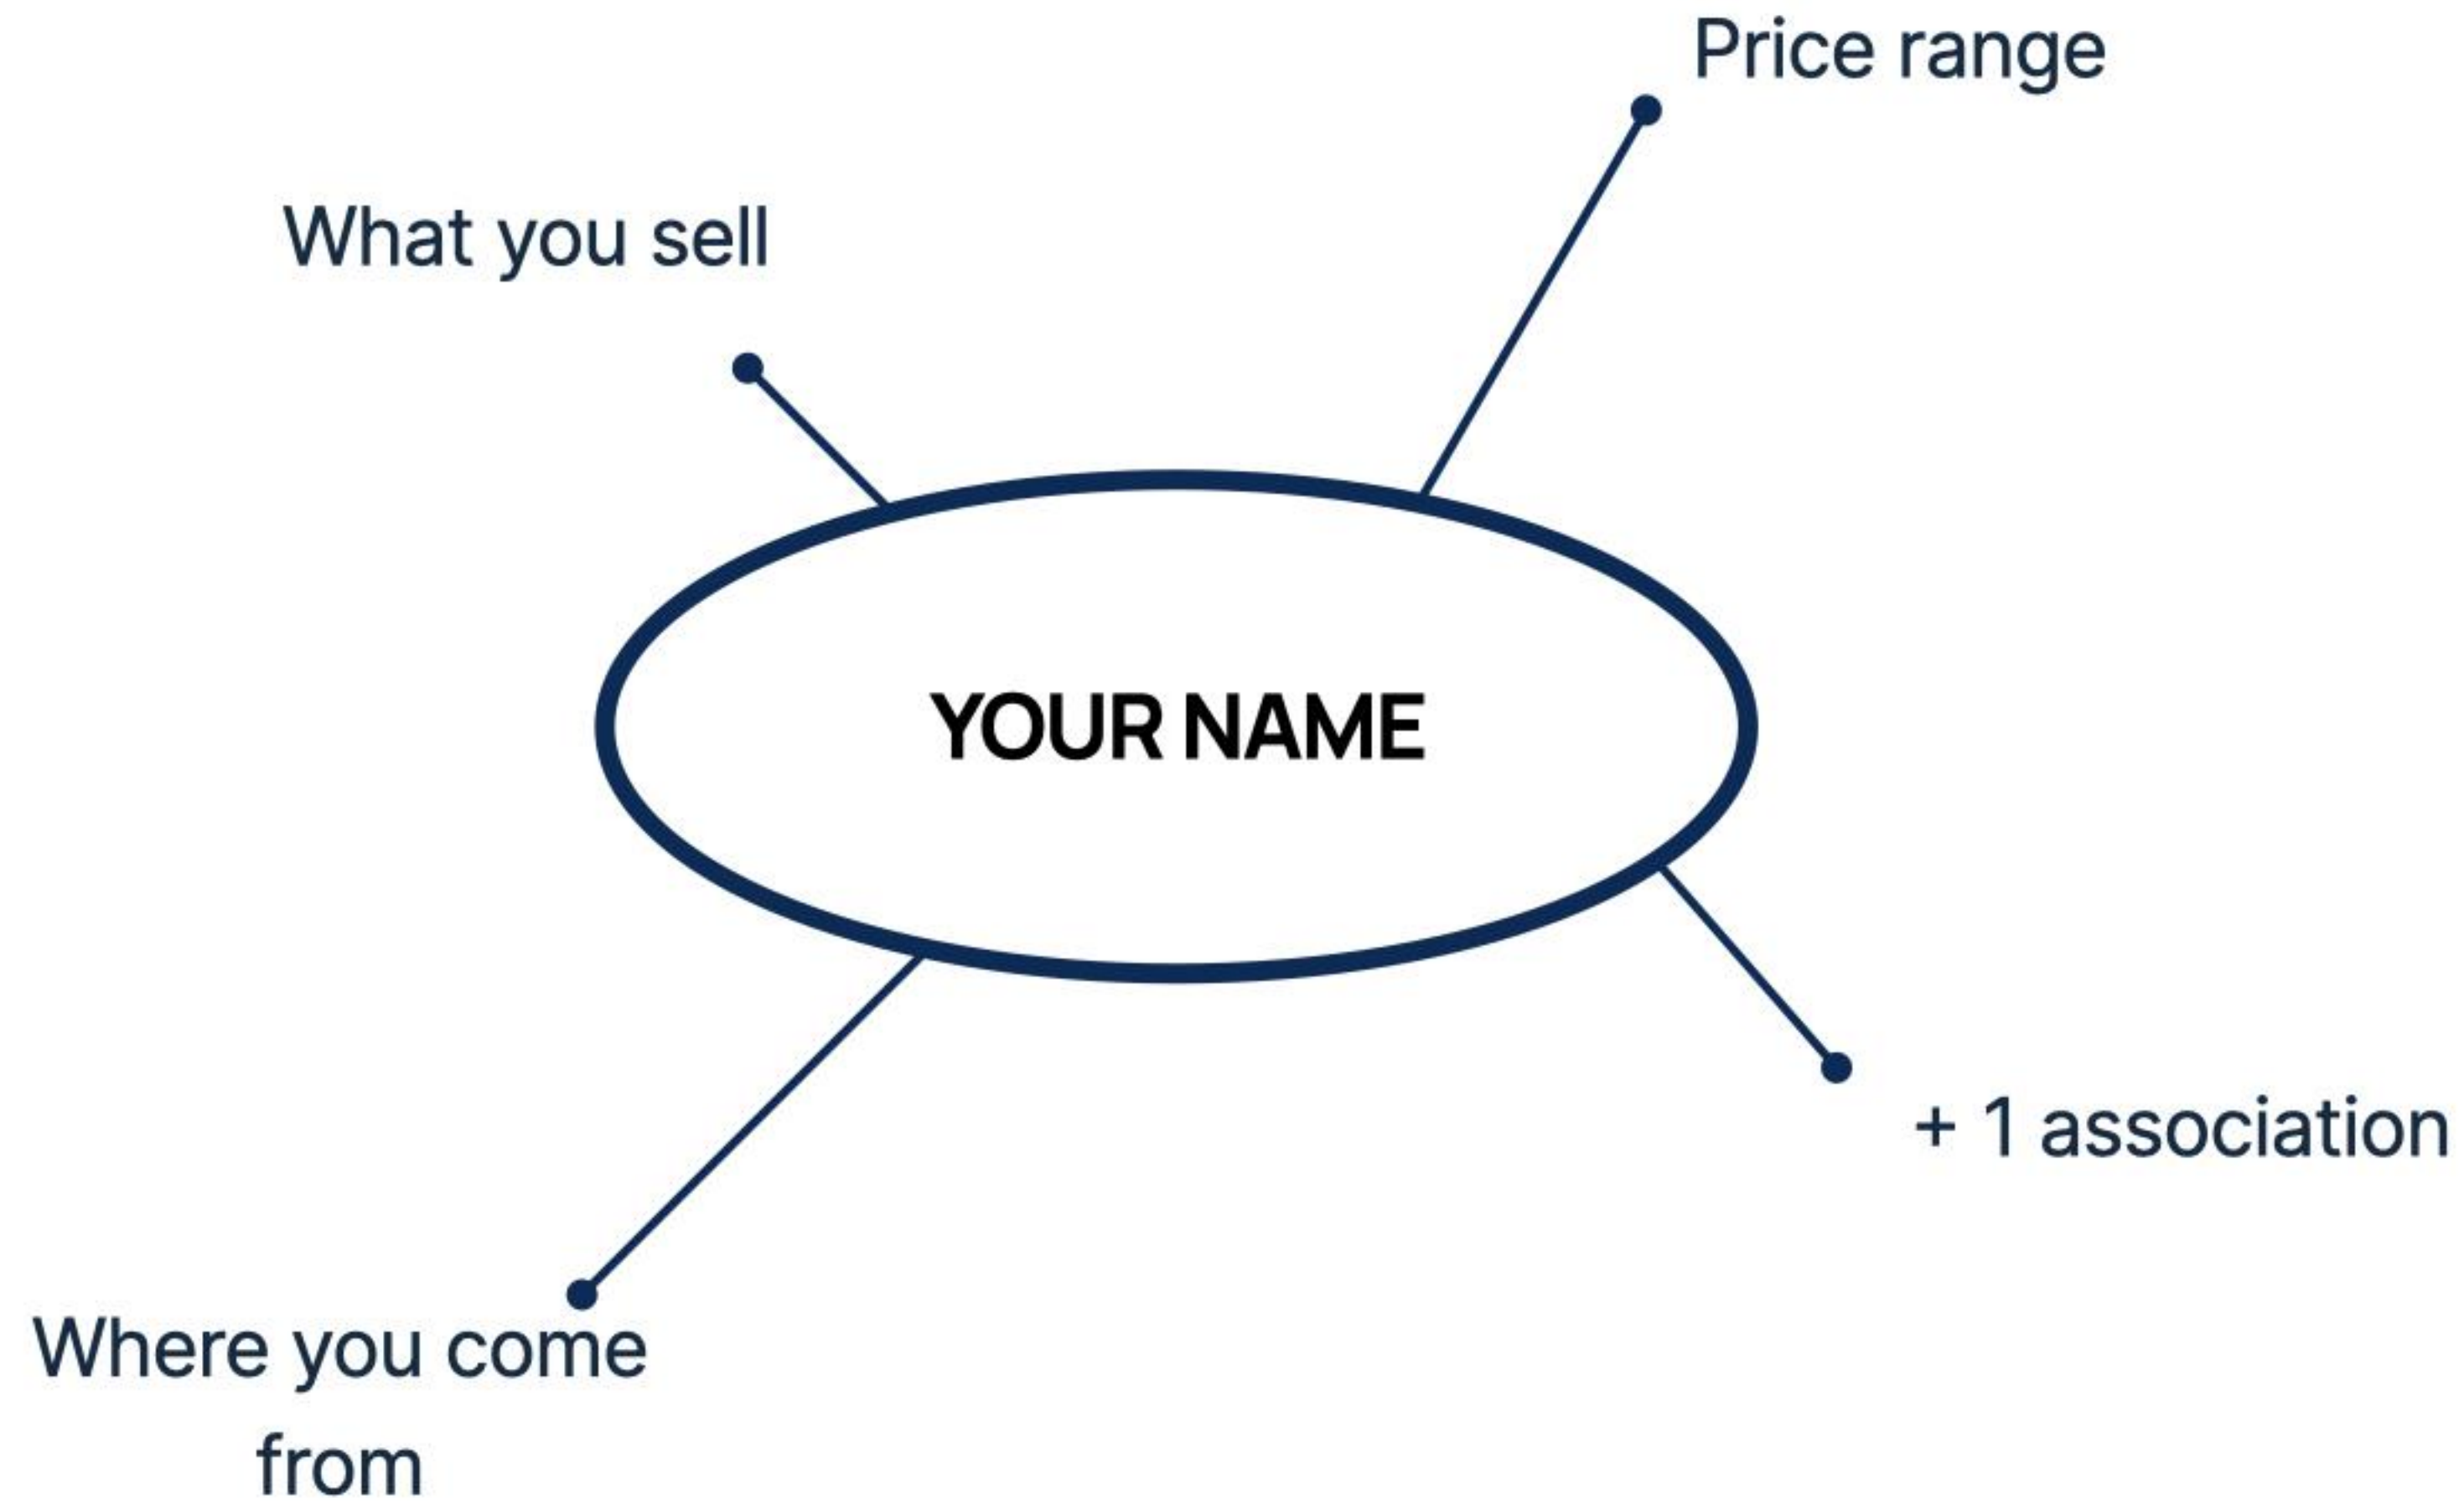 Price range
What you sell
YOUR NAME
+ 1 association
Where you come
from